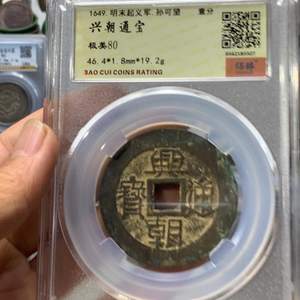 1649. 明末起义军. 孙可望 壹分
兴朝通宝
极美80
46.4*1.8mm*19.2g
BAO CUI COINS RATING
興朝通寶